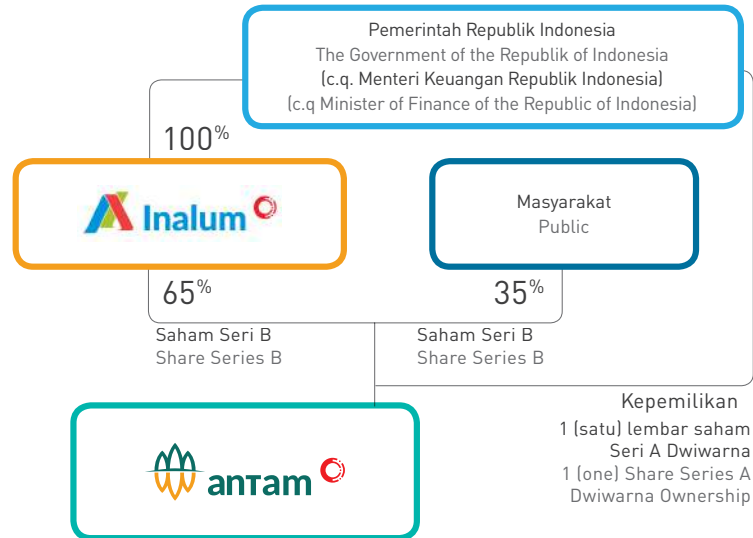 Pemerintah Republik Indonesia
The Government of the Republik of Indonesia
(c.q. Menteri Keuangan Republik Indonesia)
(c.q Minister of Finance of the Republic of Indonesia)
100%
Inalum
Masyarakat
Public
65%
35%
Saham Seri B
Share Series B
Saham Seri B
Share Series B
Kepemilikan
1 (satu) lembar saham
Seri A Dwiwarna
1 (one) Share Series A
Dwiwarna Ownership
antam